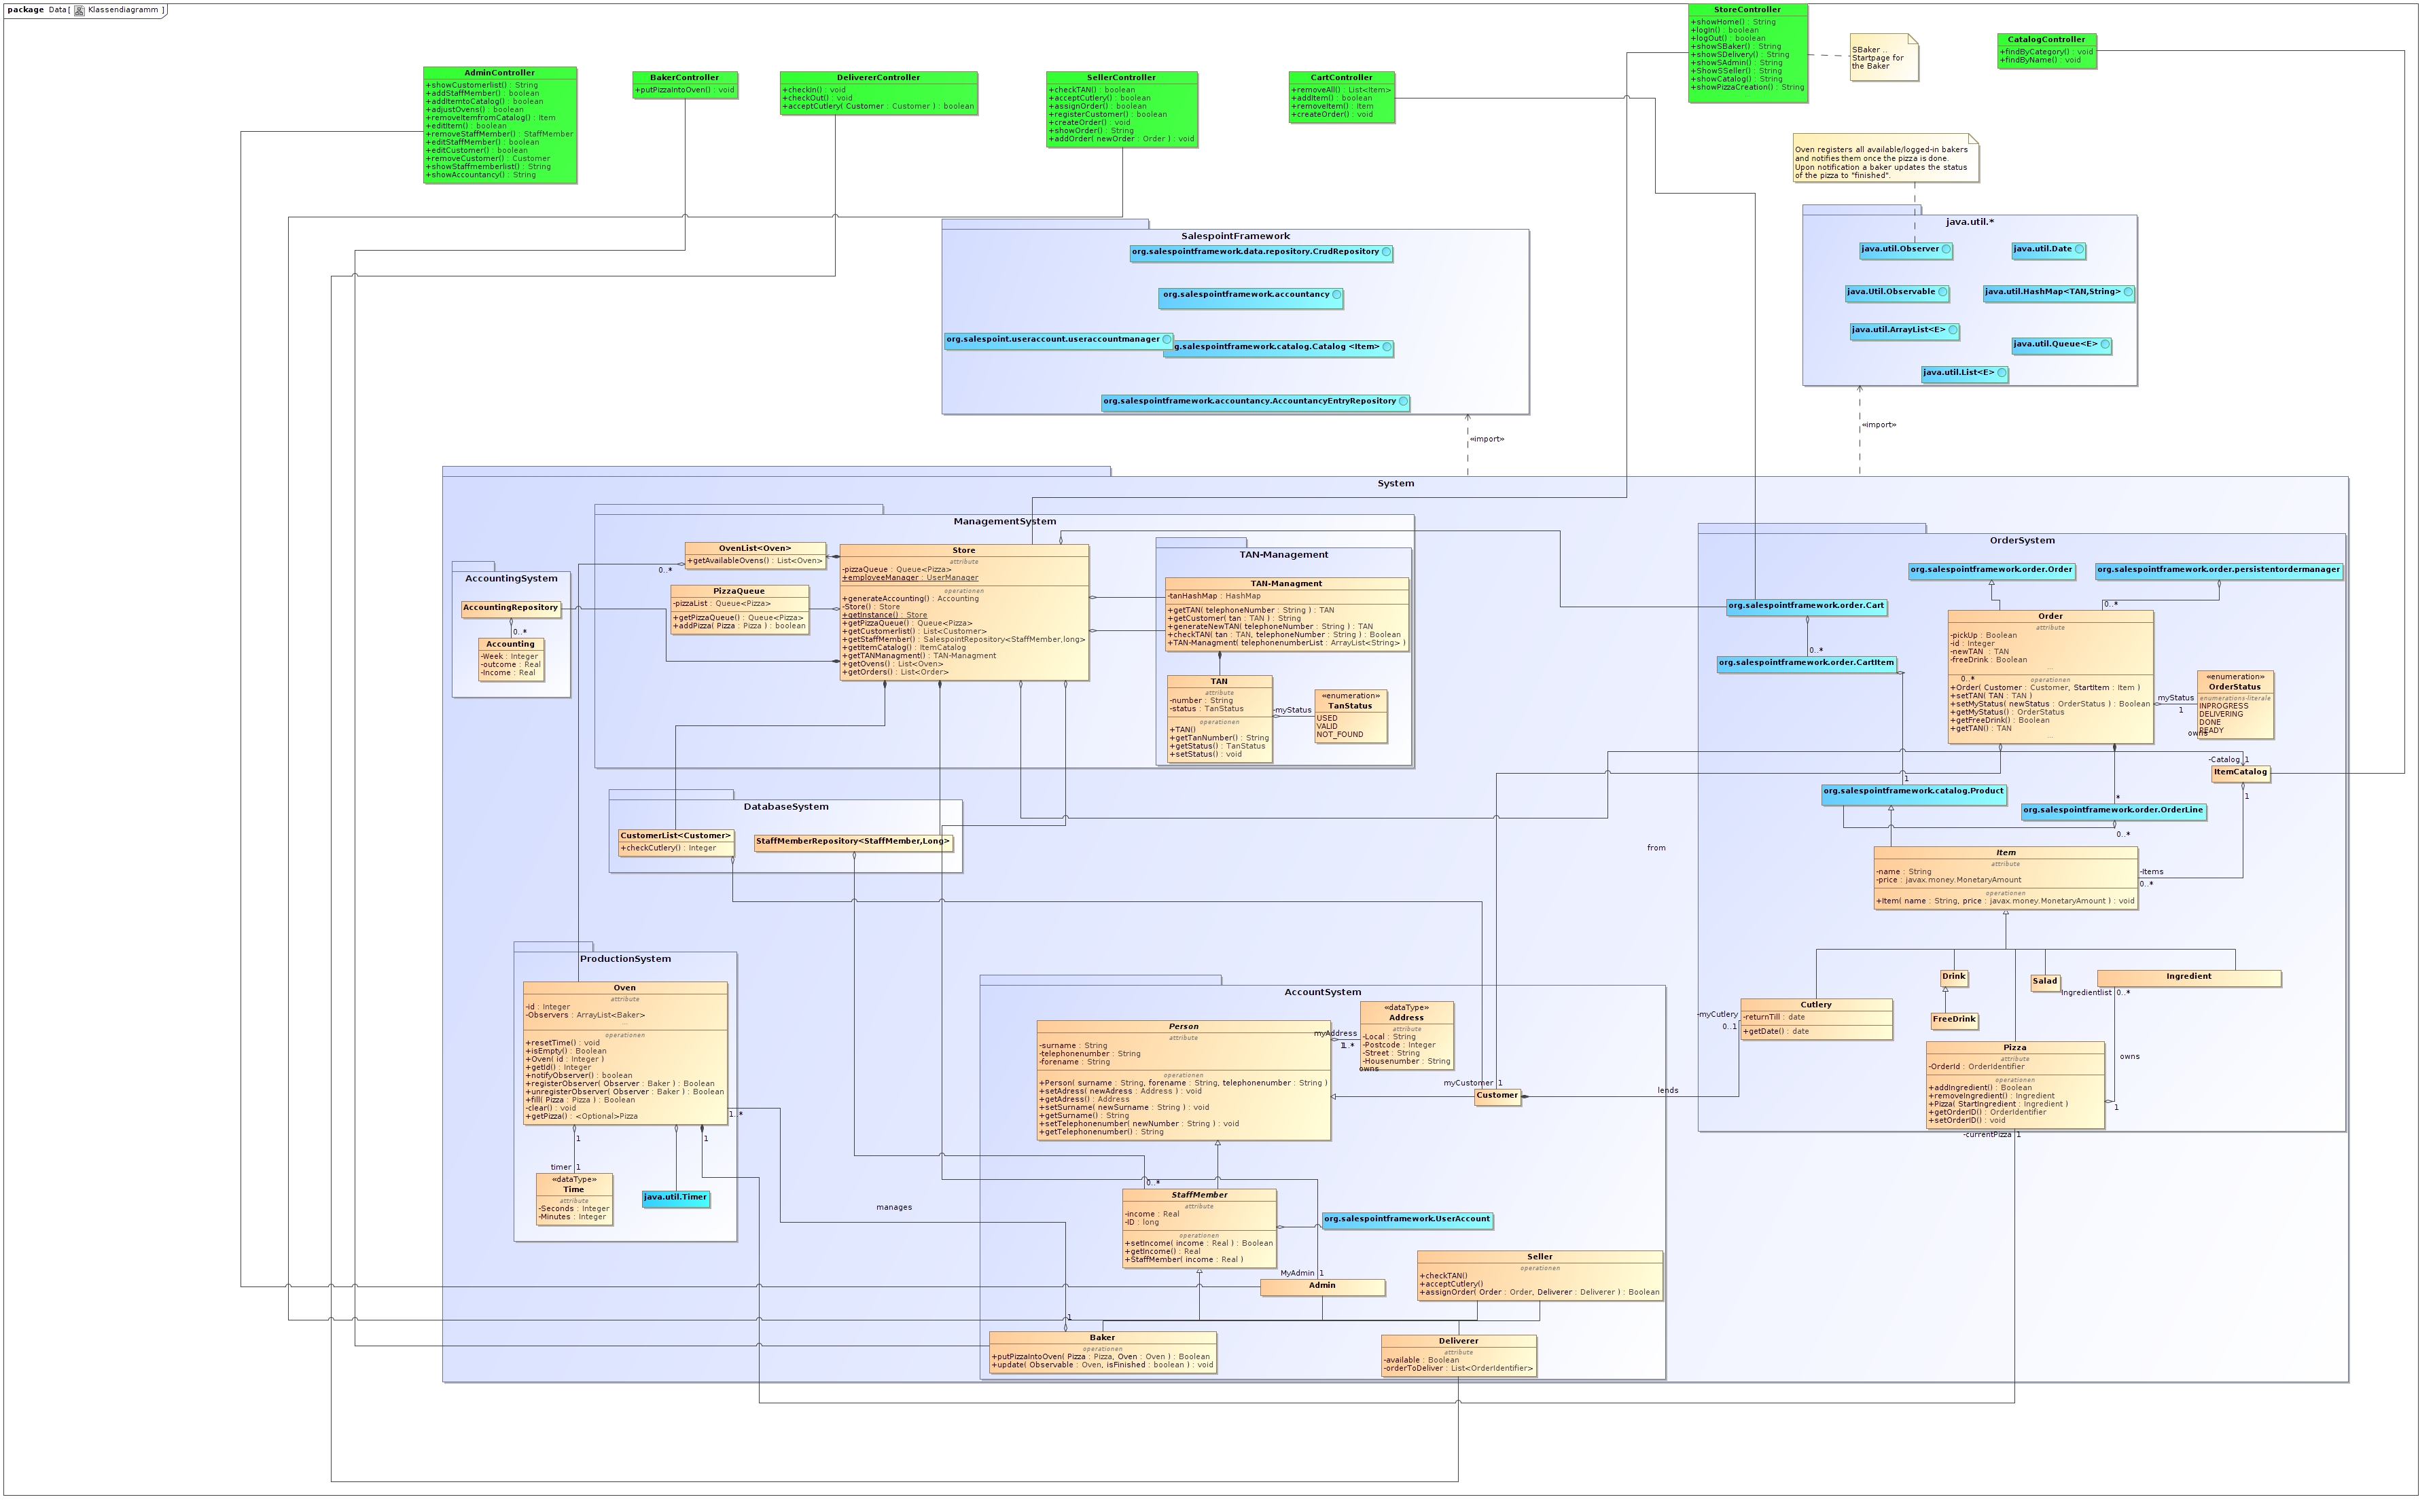 package Data[ Klassendiagramm ]
StoreController
+showHome() : String
+logIn() : boolean
+logOut() : boolean
+showSBaker() : String
+showSDelivery() : String
+showSAdmin() : String
+ShowSSeller() : String
+showCatalog() : String
+showPizzaCreation() : String
SBaker ..
Startpage for
the Baker
CatalogController
+findByCategory() : void
+findByName() : void
AdminController
+showCustomerlist() : String
+addStaffMember() : boolean
+addItemtoCatalog() : boolean
+adjustOvens() : boolean
+removeItemfromCatalog() : Item
+editItem() : boolean
+removeStaffMember() : StaffMember
+editStaffMember() : boolean
+editCustomer() : boolean
+removeCustomer() : Customer
+showStaffmemberlist() : String
+showAccountancy() : String
BakerController
+putPizzaIntoOven() : void
DelivererController
+checkIn() : void
+checkOut() : void
+acceptCutlery( Customer : Customer ) : boolean
SellerController
+checkTAN() : boolean
+acceptCutlery() : boolean
+assignOrder() : boolean
+registerCustomer() : boolean
+createOrder() : void
+showOrder() : String
+addOrder( newOrder : Order ) : void
CartController
+removeAll() : List<Item>
+addItem() : boolean
+removeItem() : Item
+createOrder() : void
Oven registers all available/logged-in bakers
and notifies them once the pizza is done.
Upon notification a baker updates the status
of the pizza to "finished".
SalespointFramework
org.salespointframework.data.repository.CrudRepository
org.salespointframework.accountancy
org.salespoint.useraccount.useraccountmanager
g.salespointframework.catalog.Catalog <Item>
org.salespointframework.accountancy.AccountancyEntryRepository
java.util.*
java.util.Observer
java.util.Date
java.Util.Observable
java.util.HashMap<TAN,String>
java.util.ArrayList<E>
java.util.Queue<E>
java.util.List<E>
«import»
«import»
System
ManagementSystem
OvenList<Oven>
+getAvailableOvens() : List<Oven>
0..*
PizzaQueue
-pizzaList : Queue<Pizza>
+getPizzaQueue() : Queue<Pizza>
+addPizza( Pizza : Pizza ) : boolean
Store
attribute
-pizzaQueue : Queue<Pizza>
+employeeManager : UserManager
operationen
+generateAccounting() : Accounting
-Store() : Store
+getInstance() : Store
+getPizzaQueue() : Queue<Pizza>
+getCustomerlist() : List<Customer>
+getStaffMember() : SalespointRepository<StaffMember,long>
+getItemCatalog() : ItemCatalog
+getTANManagment() : TAN-Managment
+getOvens() : List<Oven>
+getOrders() : List<Order>
TAN-Management
TAN-Managment
-tanHashMap : HashMap
+getTAN( telephoneNumber : String ) : TAN
+getCustomer( tan : TAN ) : String
+generateNewTAN( telephoneNumber : String ) : TAN
+checkTAN( tan : TAN, telephoneNumber : String ) : Boolean
+TAN-Managment( telephonenumberList : ArrayList<String> )
TAN
attribute
-number : String
-status : TanStatus
operationen
+TAN()
+getTanNumber() : String
+getStatus() : TanStatus
+setStatus() : void
-myStatus
«enumeration»
TanStatus
USED
VALID
NOT_FOUND
AccountingSystem
AccountingRepository
0..*
Accounting
-Week : Integer
-outcome : Real
-Income : Real
DatabaseSystem
CustomerList<Customer>
+checkCutlery() : Integer
StaffMemberRepository<StaffMember,Long>
OrderSystem
org.salespointframework.order.Order
org.salespointframework.order.persistentordermanager
org.salespointframework.order.Cart
0..*
org.salespointframework.order.CartItem
0..*
Order
attribute
-pickUp : Boolean
-id : Integer
-newTAN : TAN
-freeDrink : Boolean
...
operationen
0..*
+Order( Customer : Customer, StartItem : Item )
+setTAN( TAN : TAN )
+setMyStatus( newStatus : OrderStatus ) : Boolean
+getMyStatus() : OrderStatus
+getFreeDrink() : Boolean
+getTAN() : TAN
...
myStatus
1
«enumeration»
OrderStatus
enumerations-literale
INPROGRESS
DELIVERING
DONE
READY
owns
-Catalog 1
ItemCatalog
1
1
org.salespointframework.catalog.Product
*
org.salespointframework.order.OrderLine
0..*
from
Item
attribute
-name : String
-price : javax.money.MonetaryAmount
operationen
+Item( name : String, price : javax.money.MonetaryAmount ) : void
-Items
0..*
Drink
FreeDrink
Salad
Ingredient
Ingredientlist 0..*
owns
1
Cutlery
-returnTill : date
+getDate() : date
-myCutlery
0..1
Pizza
attribute
-OrderId : OrderIdentifier
operationen
+addIngredient() : Boolean
+removeIngredient() : Ingredient
+Pizza( StartIngredient : Ingredient )
+getOrderID() : OrderIdentifier
+setOrderID() : void
-currentPizza 1
ProductionSystem
Oven
attribute
-id : Integer
-Observers : ArrayList<Baker>
...
operationen
+resetTime() : void
+isEmpty() : Boolean
+Oven( id : Integer )
+getId() : Integer
+notifyObserver() : boolean
+registerObserver( Observer : Baker ) : Boolean
+unregisterObserver( Observer : Baker ) : Boolean
+fill( Pizza : Pizza ) : Boolean
-clear() : void
+getPizza() : <Optional>Pizza
1..*
1
1
timer 1
«dataType»
Time
attribute
-Seconds : Integer
-Minutes : Integer
java.util.Timer
manages
AccountSystem
Person
attribute
-surname : String
-telephonenumber : String
-forename : String
operationen
+Person( surname : String, forename : String, telephonenumber : String )
+setAdress( newAdress : Address ) : void
+getAdress() : Address
+setSurname( newSurname : String ) : void
+getSurname() : String
+setTelephonenumber( newNumber : String ) : void
+getTelephonenumber() : String
myAddress
1..*
«dataType»
Address
attribute
-Local : String
-Postcode : Integer
-Street : String
-Housenumber : String
owns
myCustomer 1
Customer
lends
0..*
StaffMember
attribute
-income : Real
-ID : long
operationen
+setIncome( income : Real ) : Boolean
+getIncome() : Real
+StaffMember( income : Real )
org.salespointframework.UserAccount
MyAdmin 1
Admin
Seller
operationen
+checkTAN()
+acceptCutlery()
+assignOrder( Order : Order, Deliverer : Deliverer ) : Boolean
1
Baker
operationen
+putPizzaIntoOven( Pizza : Pizza, Oven : Oven ) : Boolean
+update( Observable : Oven, isFinished : boolean ) : void
Deliverer
attribute
-available : Boolean
-orderToDeliver : List<OrderIdentifier>